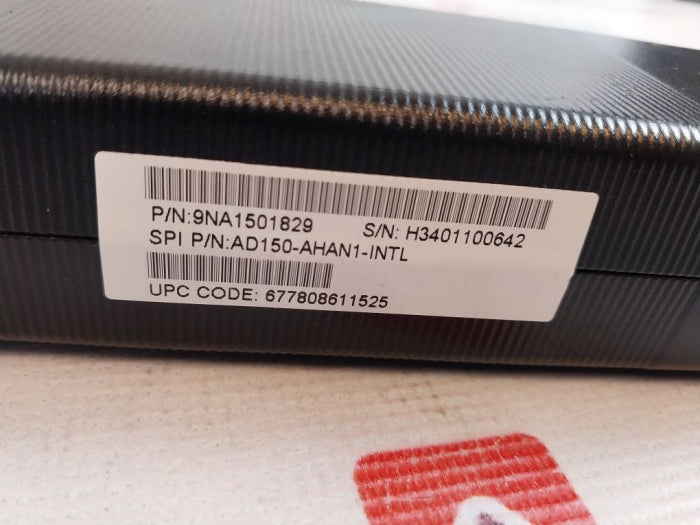 P/N:9NA1501829 S/N: H3401100642
SPI P/N:AD150-AHAN1-INTL
UPC CODE: 677808611525